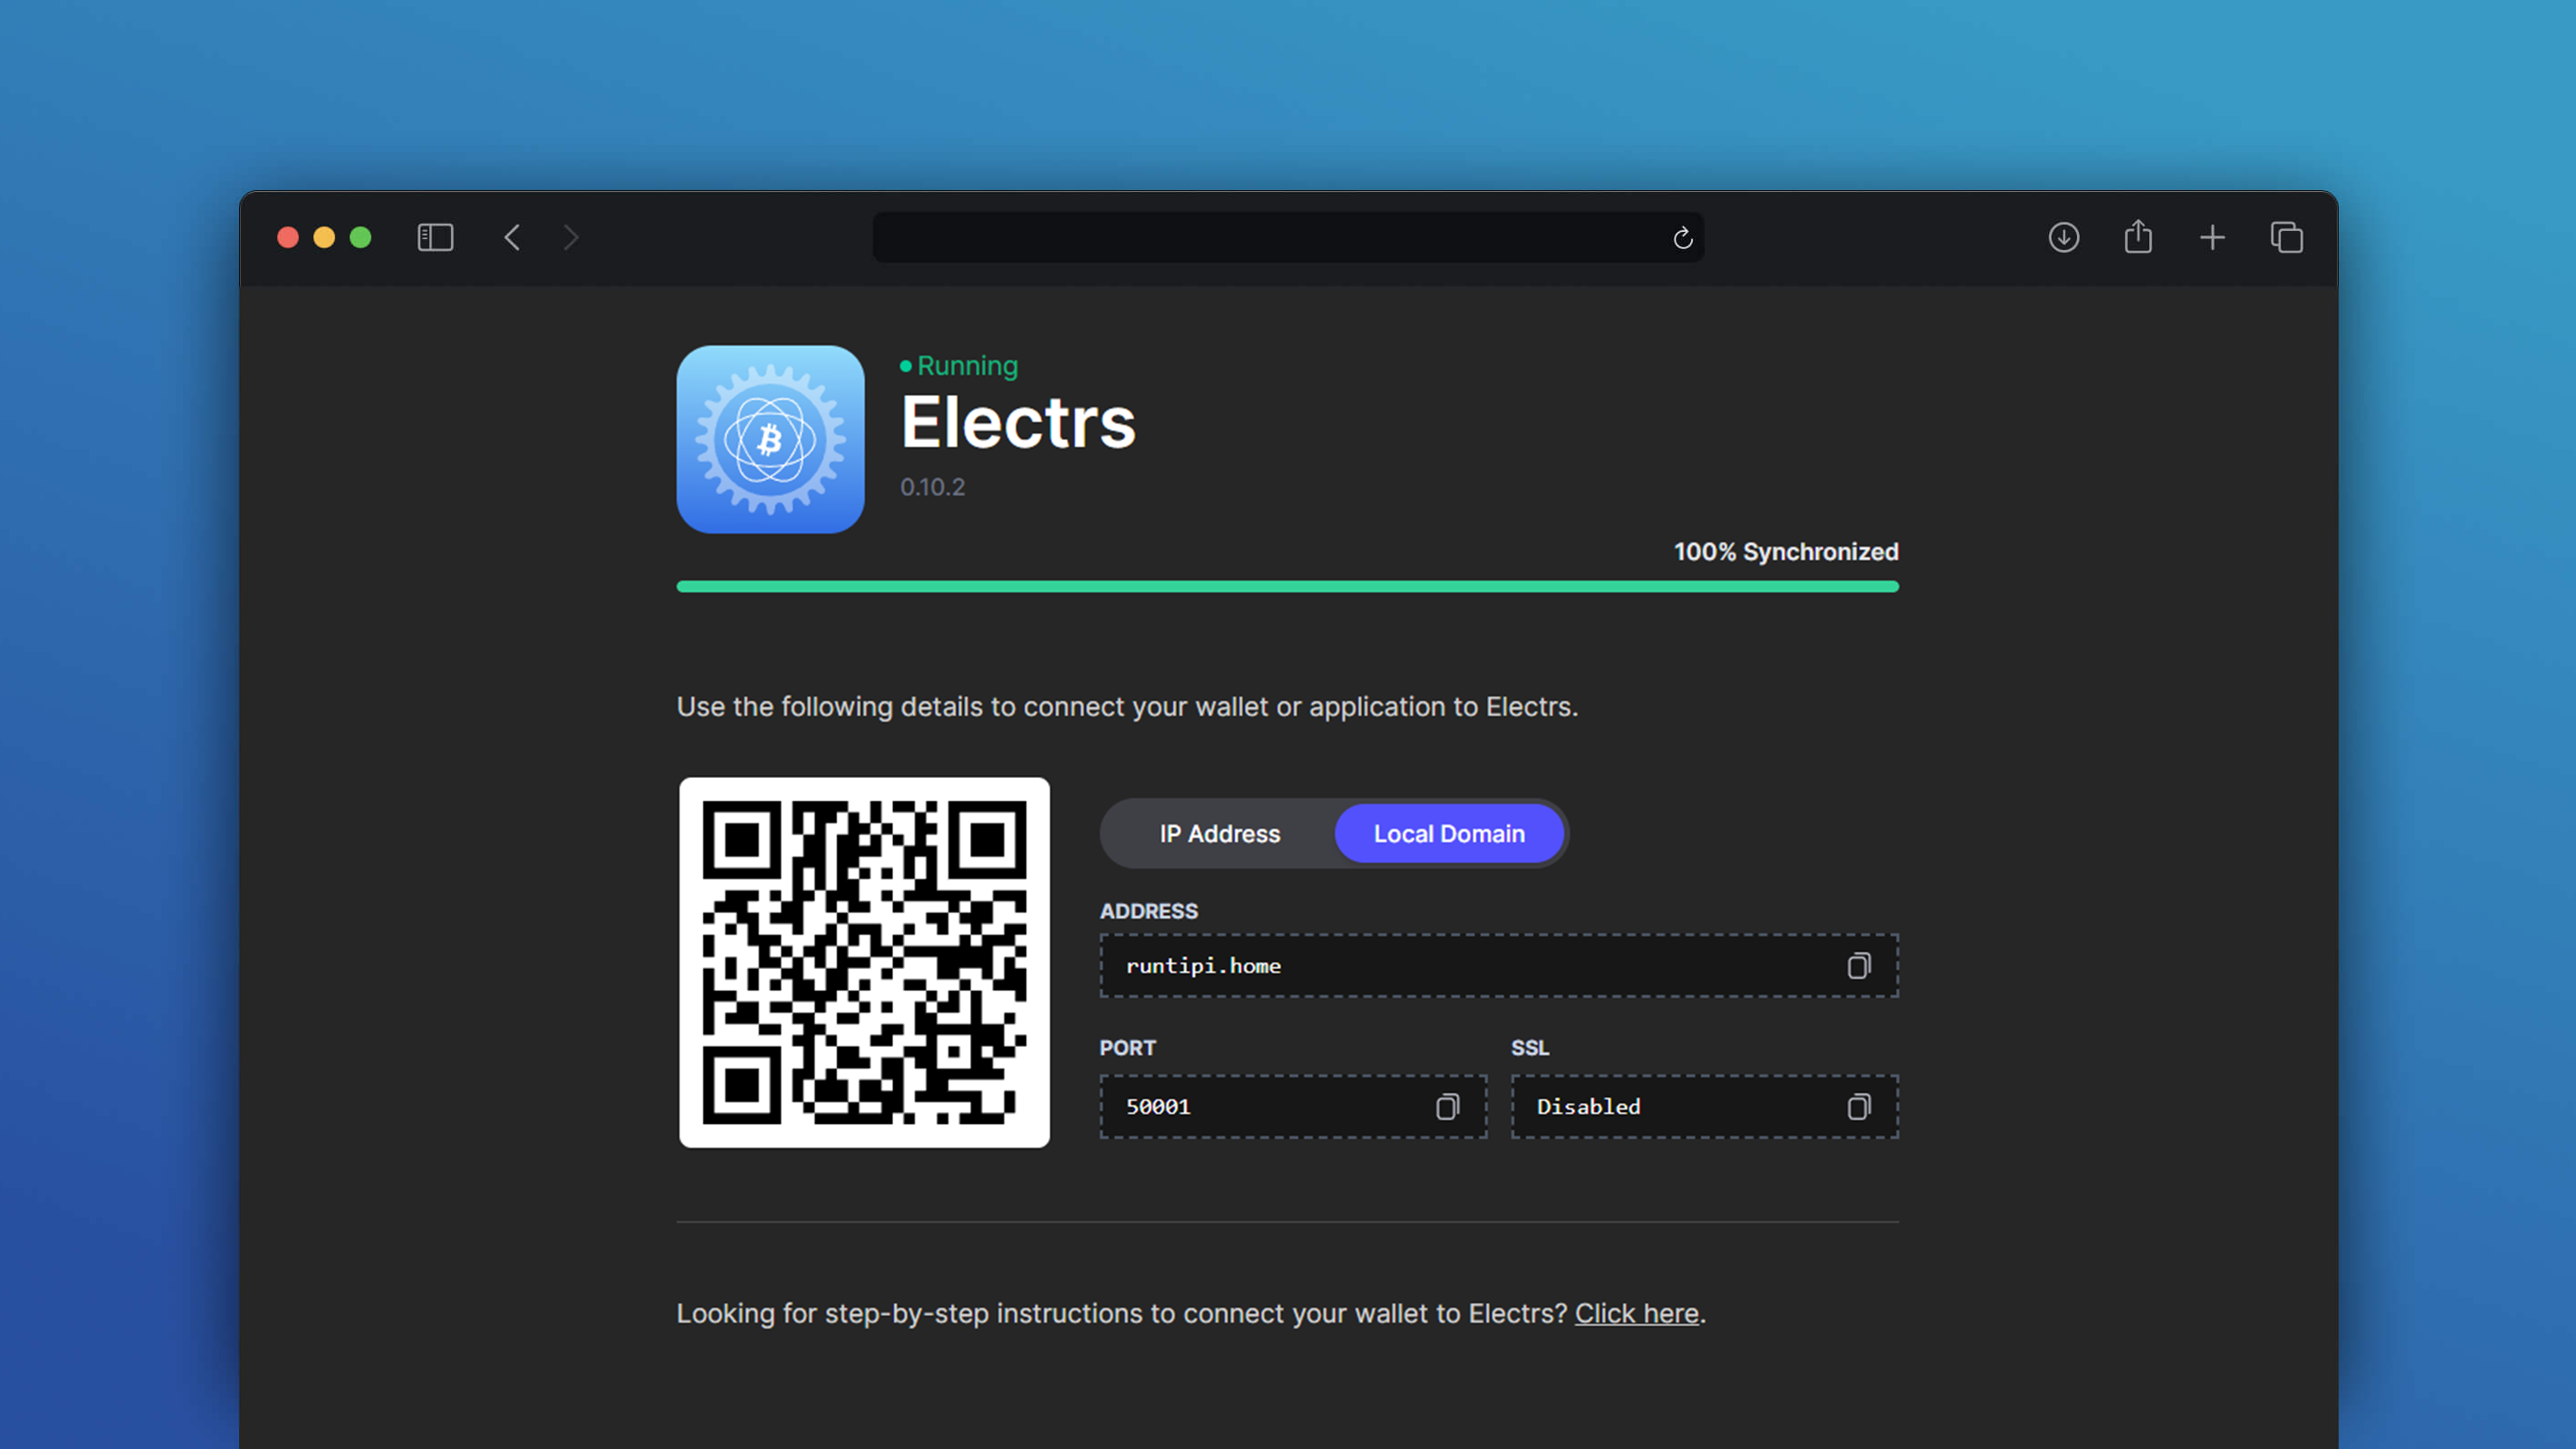 Running
Electrs
0.10.2
100% Synchronized
Use the following details to connect your wallet or application to Electrs.
IP Address
Local Domain
ADDRESS
runtipi.home
PORT
SSL
50001
Disabled
Looking for step-by-step instructions to connect your wallet to Electrs? Click here.